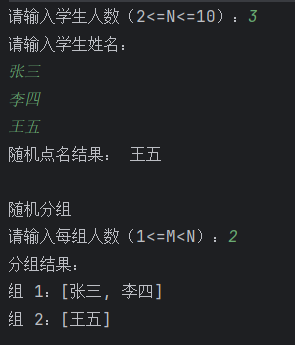 请输入学生人数（2<=N<=10）：3
请输入学生姓名：
张三
李四
王五
随机点名结果： 王五
随机分组
请输入每组人数（1<=M<N）：2
分组结果：
组 1：[张三, 李四]
组 2：[王五]